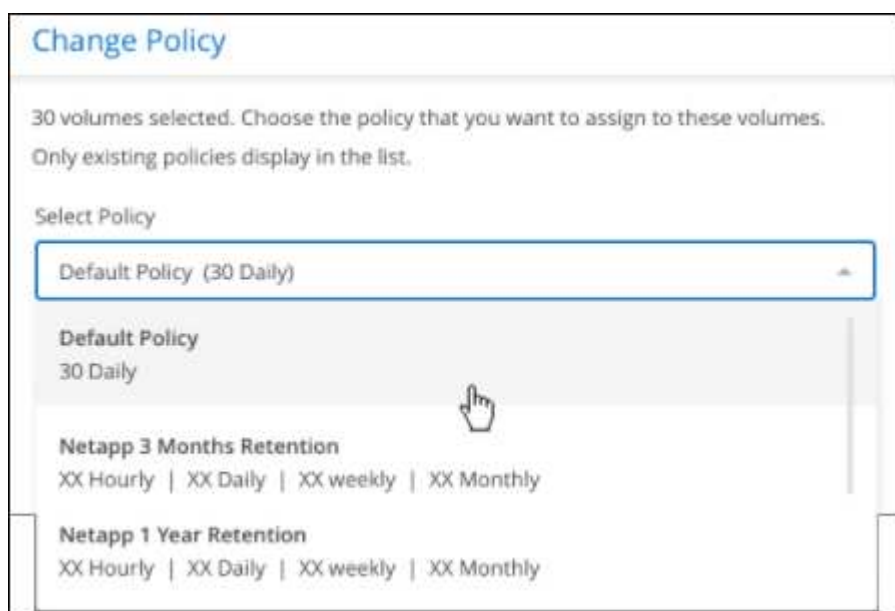 Change Policy
30 volumes selected. Choose the policy that you want to assign to these volumes.
Only existing policies display in the list.
Select Policy
Default Policy (30 Daily)
Default Policy
30 Daily
Netapp 3 Months Retention
XX Hourly | XX Daily | XX weekly | XX Monthly
Netapp 1 Year Retention
XX Hourly | XX Daily | XX weekly | XX Monthly